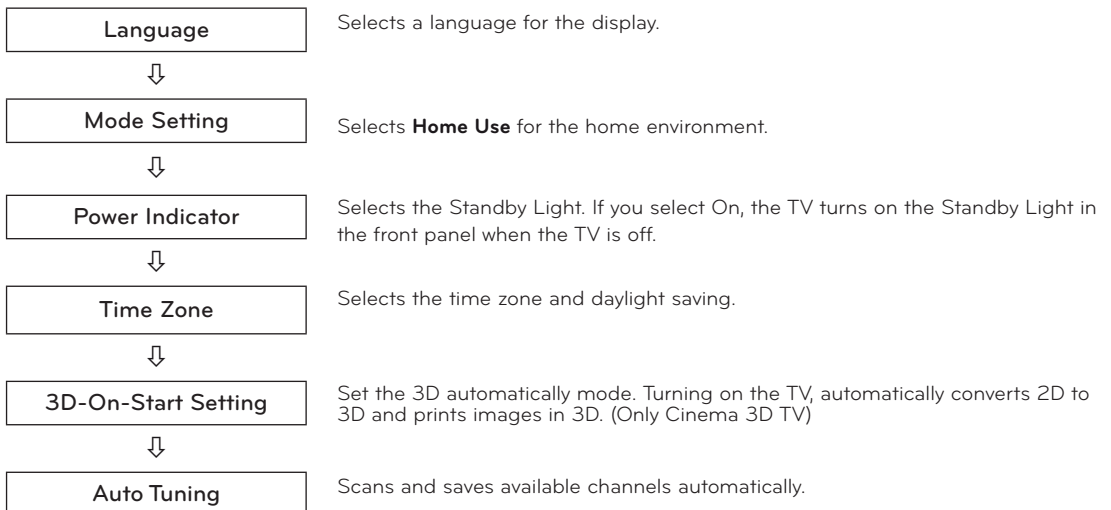 Language
Selects a language for the display.
Mode Setting
Selects Home Use for the home environment.
Power Indicator
Selects the Standby Light. If you select On, the TV turns on the Standby Light in
the front panel when the TV is off.
Time Zone
Selects the time zone and daylight saving.
3D-On-Start Setting
Set the 3D automatically mode. Turning on the TV, automatically converts 2D to
3D and prints images in 3D. (Only Cinema 3D TV)
Auto Tuning
Scans and saves available channels automatically.